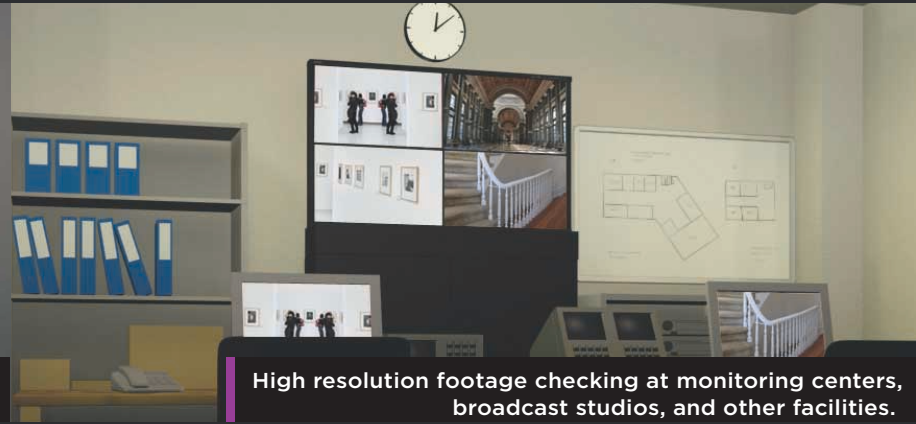 High resolution footage checking at monitoring centers,
broadcast studios, and other facilities.